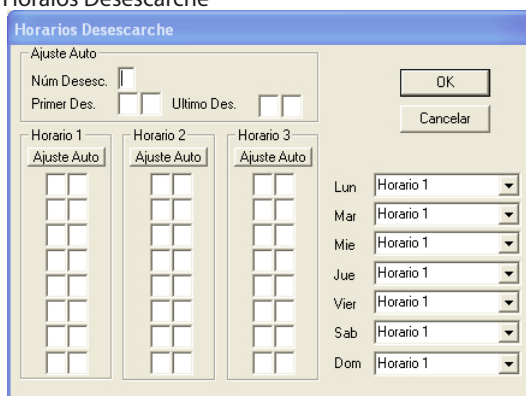 Horaios Desescarche
Horarios Desescarche
Ajuste Auto
Núm Desesc.
Primer Des. Ultimo Des.
OK
Cancelar
Horario 1 Horario 2 Horario 3
Ajuste Auto Ajuste Auto Ajuste Auto
Lun Horario 1
Mar Horario 1
Mie Horario 1
Jue Horario 1
Vier Horario 1
Sab Horario 1
Dom Horario 1